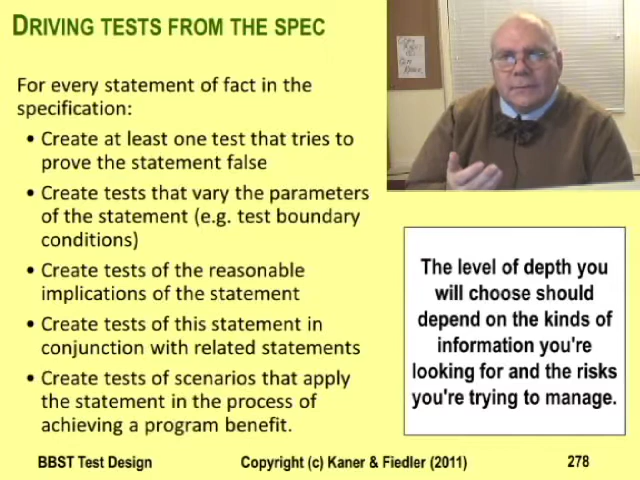 DRIVING TESTS FROM THE SPEC
For every statement of fact in the
specification:
• Create at least one test that tries to
prove the statement false
• Create tests that vary the parameters
of the statement (e.g. test boundary
conditions)
• Create tests of the reasonable
implications of the statement
• Create tests of this statement in
conjunction with related statements
• Create tests of scenarios that apply
the statement in the process of
achieving a program benefit.
The level of depth you
will choose should
depend on the kinds of
information you're
looking for and the risks
you're trying to manage.
BBST Test Design
Copyright (c) Kaner & Fiedler (2011)
278